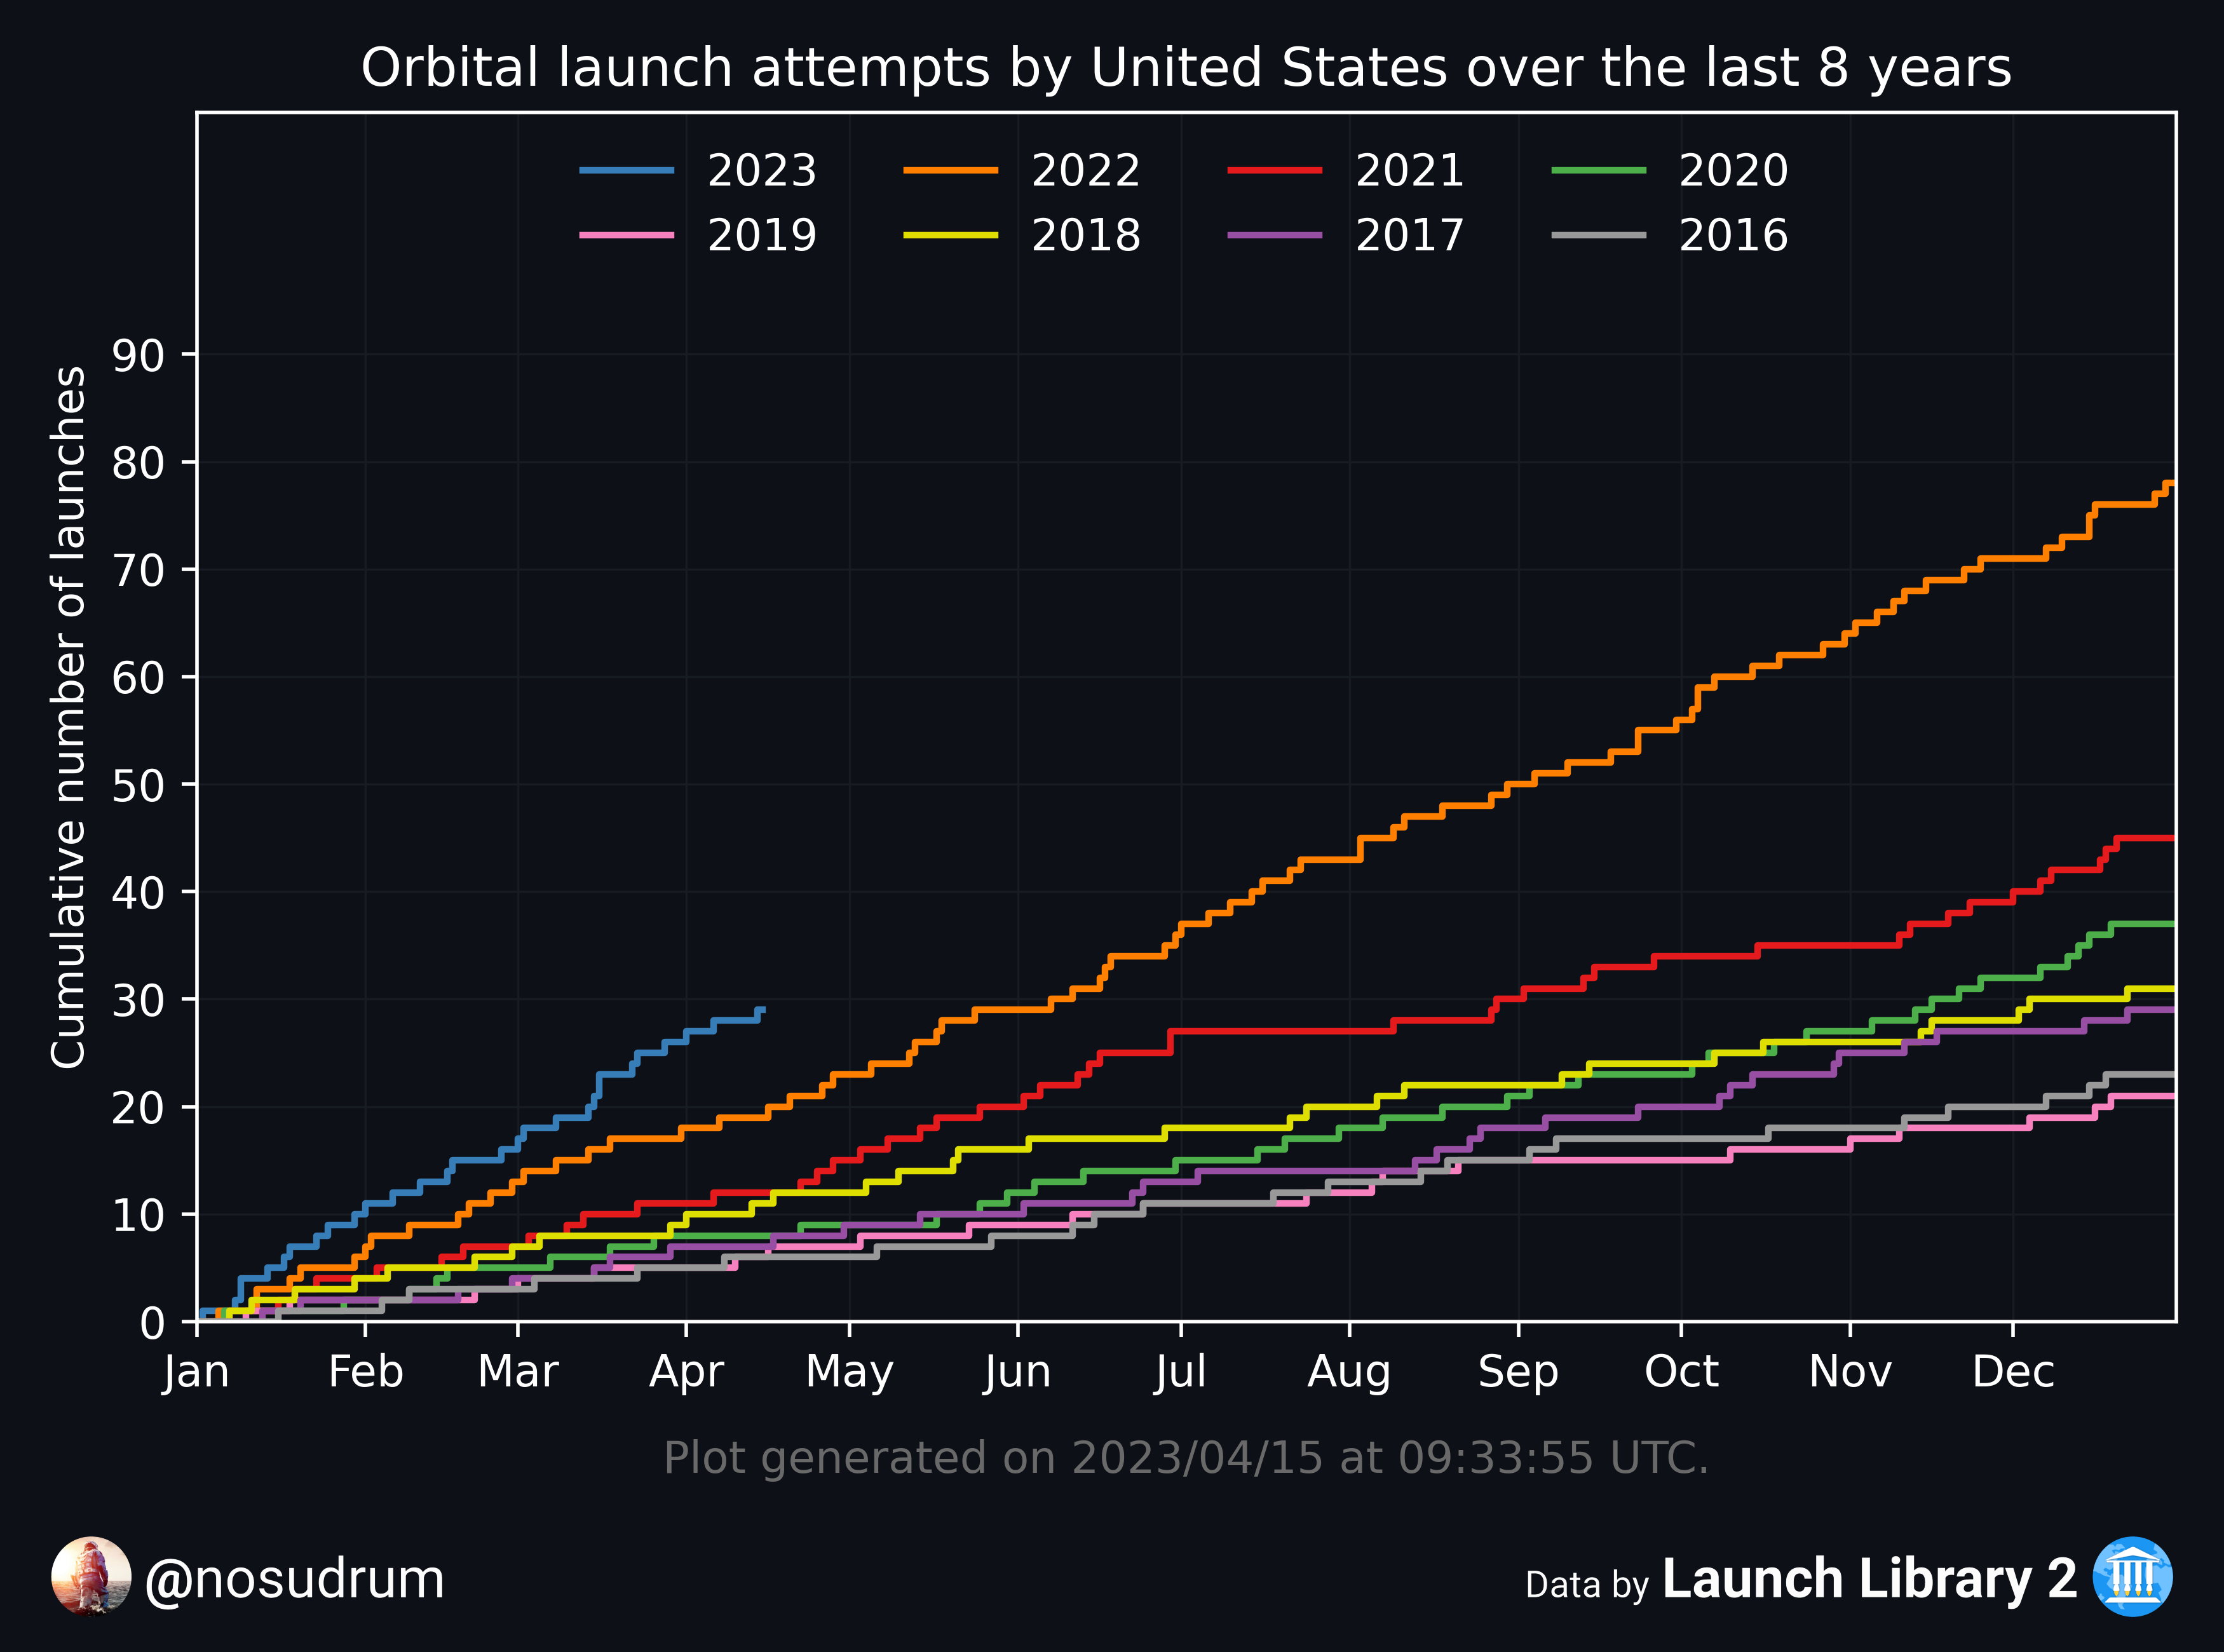 Orbital launch attempts by United States over the last 8 years
2023 2022 2021 2020
2019 2018 2017 2016
Cumulative number of launches
90
80
70
60
50
40
30
20
10
0
Jan Feb Mar Apr May Jun Jul Aug Sep Oct Nov Dec
Plot generated on 2023/04/15 at 09:33:55 UTC.
@nosudrum
Data by Launch Library 2